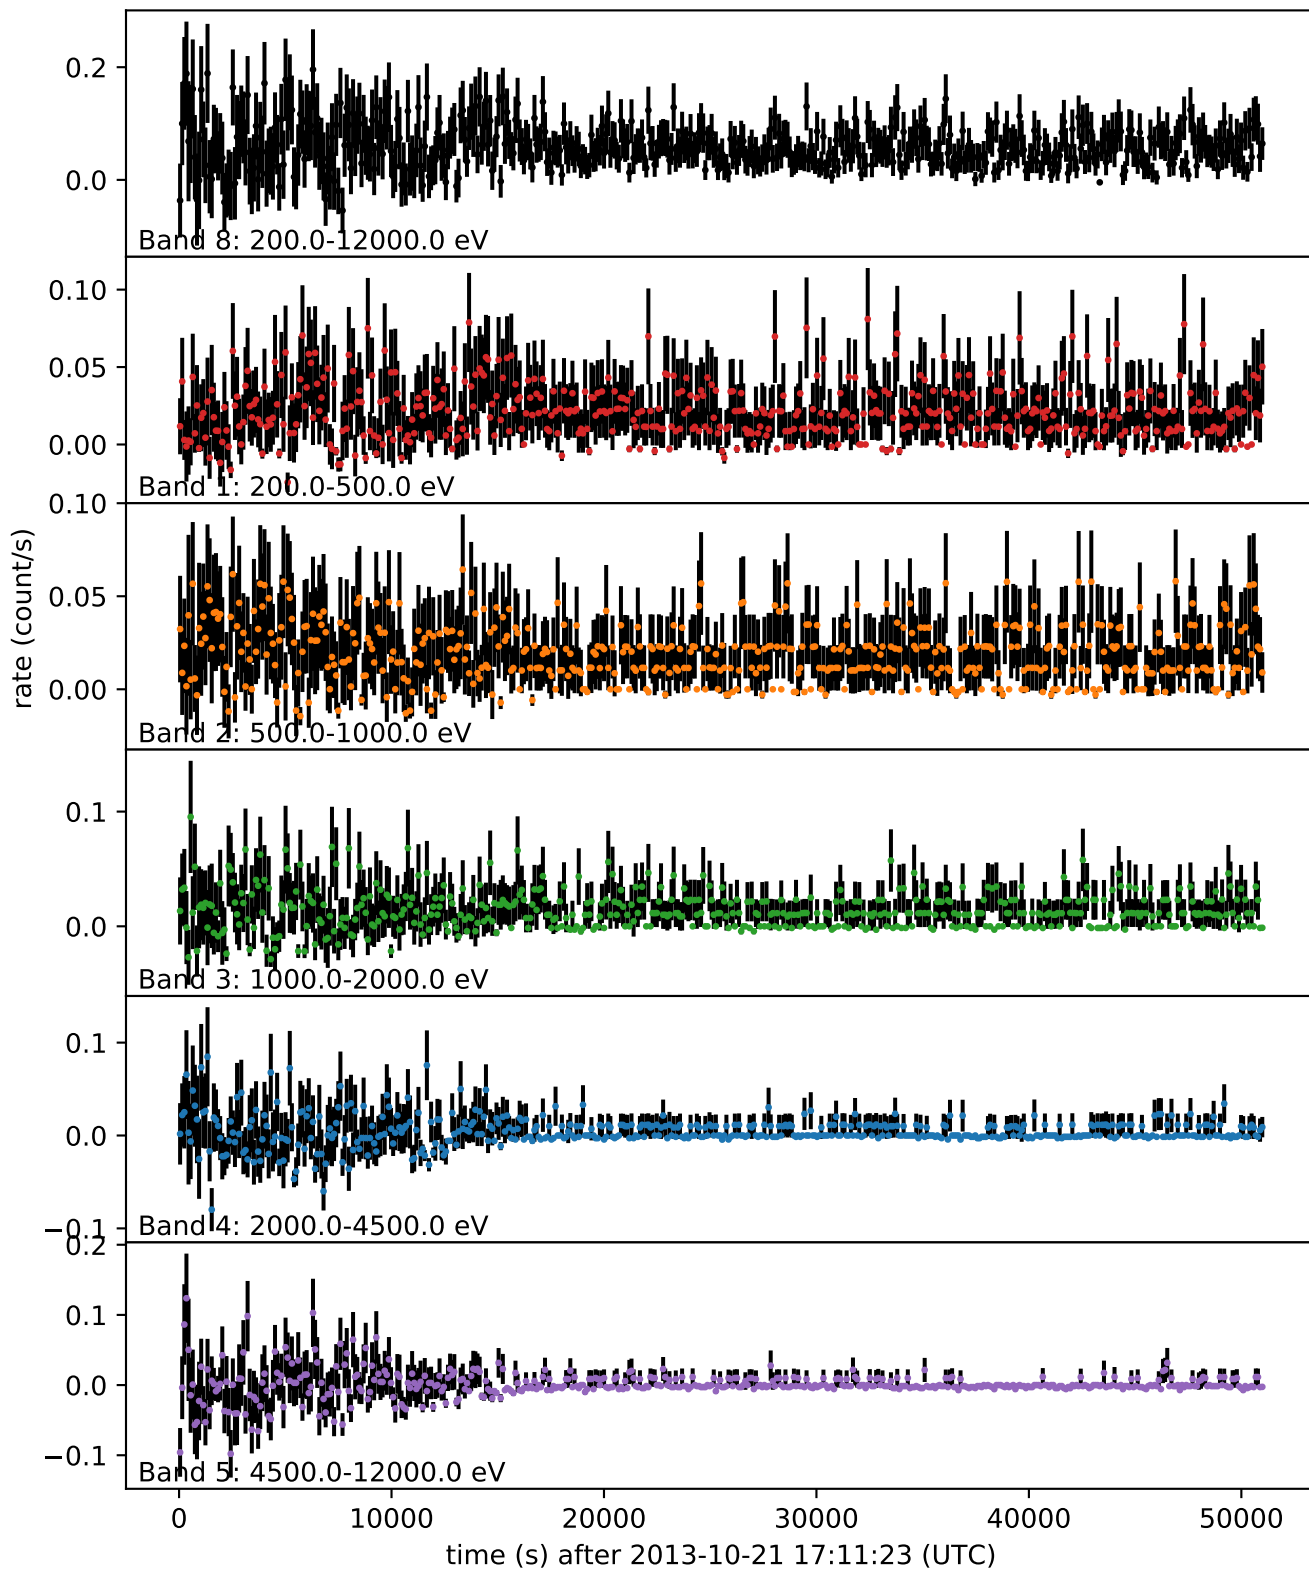 0.2
0.0
Band 8: 200.0-12000.0 eV
0.10
0.05
0.00
Band 1: 200.0-500.0 eV
0.10
0.05
0.00
Band 2: 500.0-1000.0 eV
rate (count/s)
0.1
0.0
Band 3: 1000.0-2000.0 eV
0.1
0.0
−0.1
Band 4: 2000.0-4500.0 eV
0.2
0.1
0.0
−0.1
Band 5: 4500.0-12000.0 eV
0 10000 20000 30000 40000 50000
time (s) after 2013-10-21 17:11:23 (UTC)